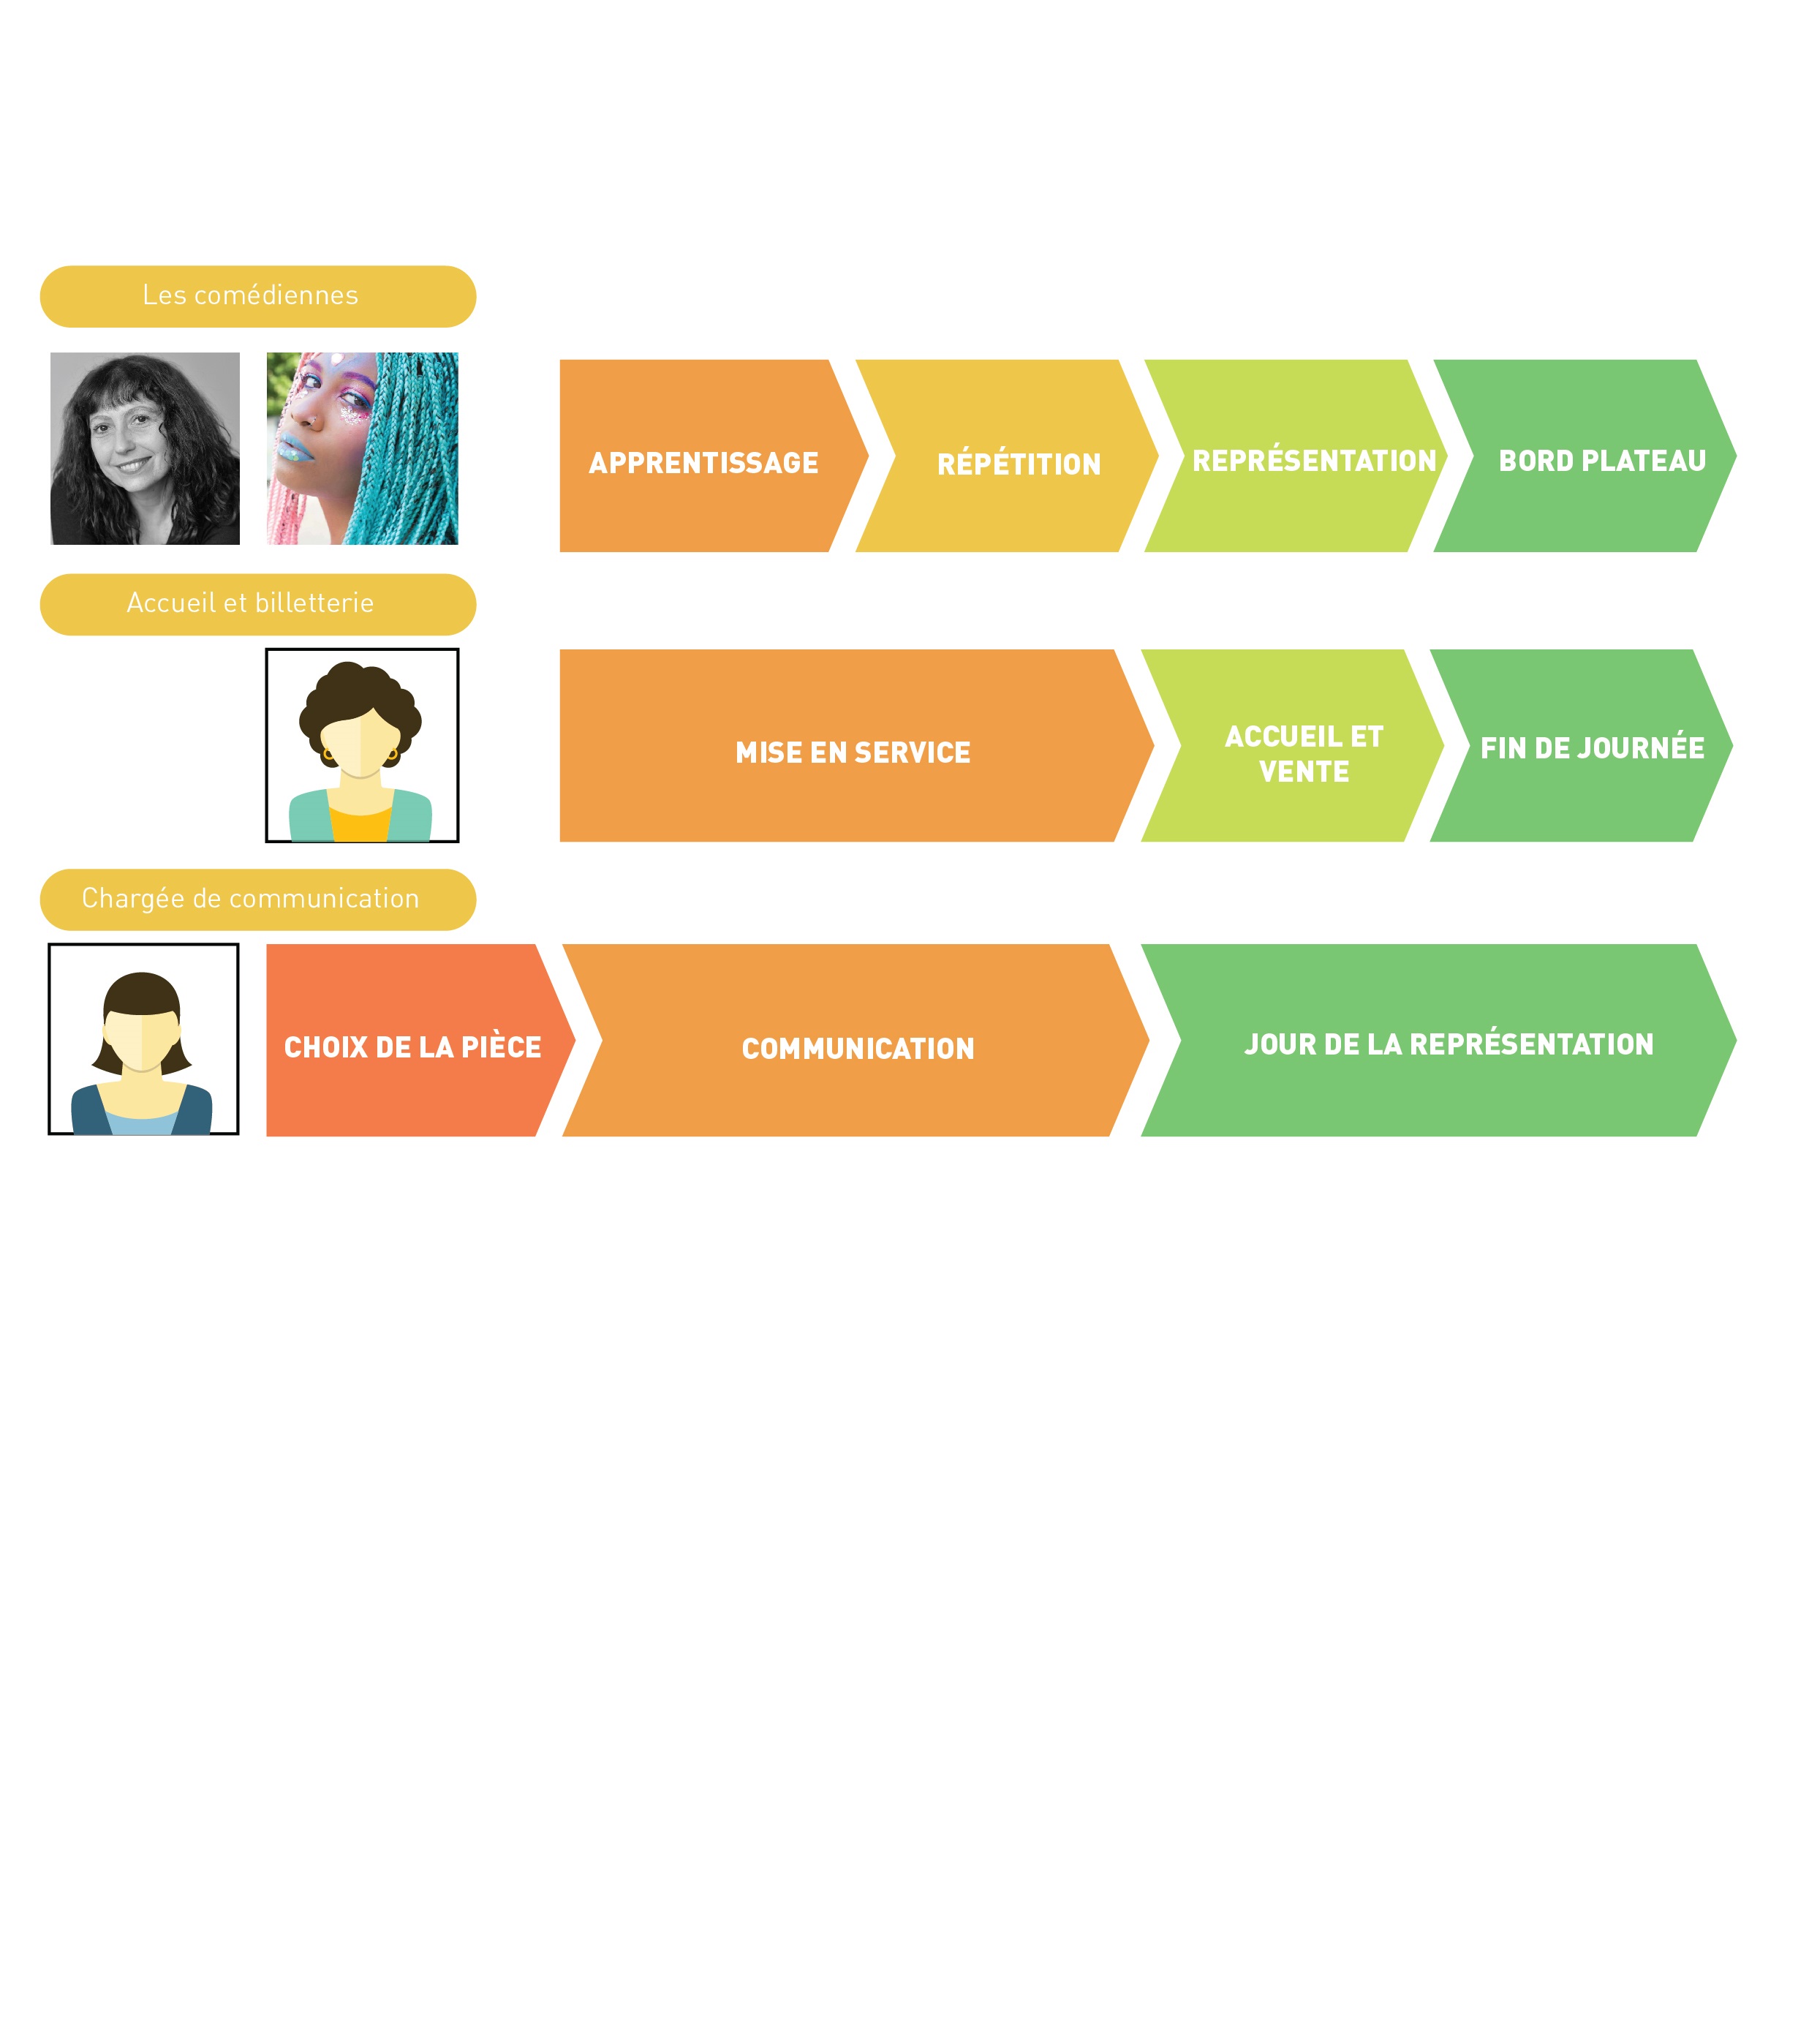 Les comédiennes
APPRENTISSAGE
RÉPÉTITION
REPRÉSENTATION
BORD PLATEAU
Accueil et billetterie
MISE EN SERVICE
ACCUEIL ET
VENTE
FIN DE JOURNÉE
Chargée de communication
CHOIX DE LA PIÈCE
COMMUNICATION
JOUR DE LA REPRÉSENTATION